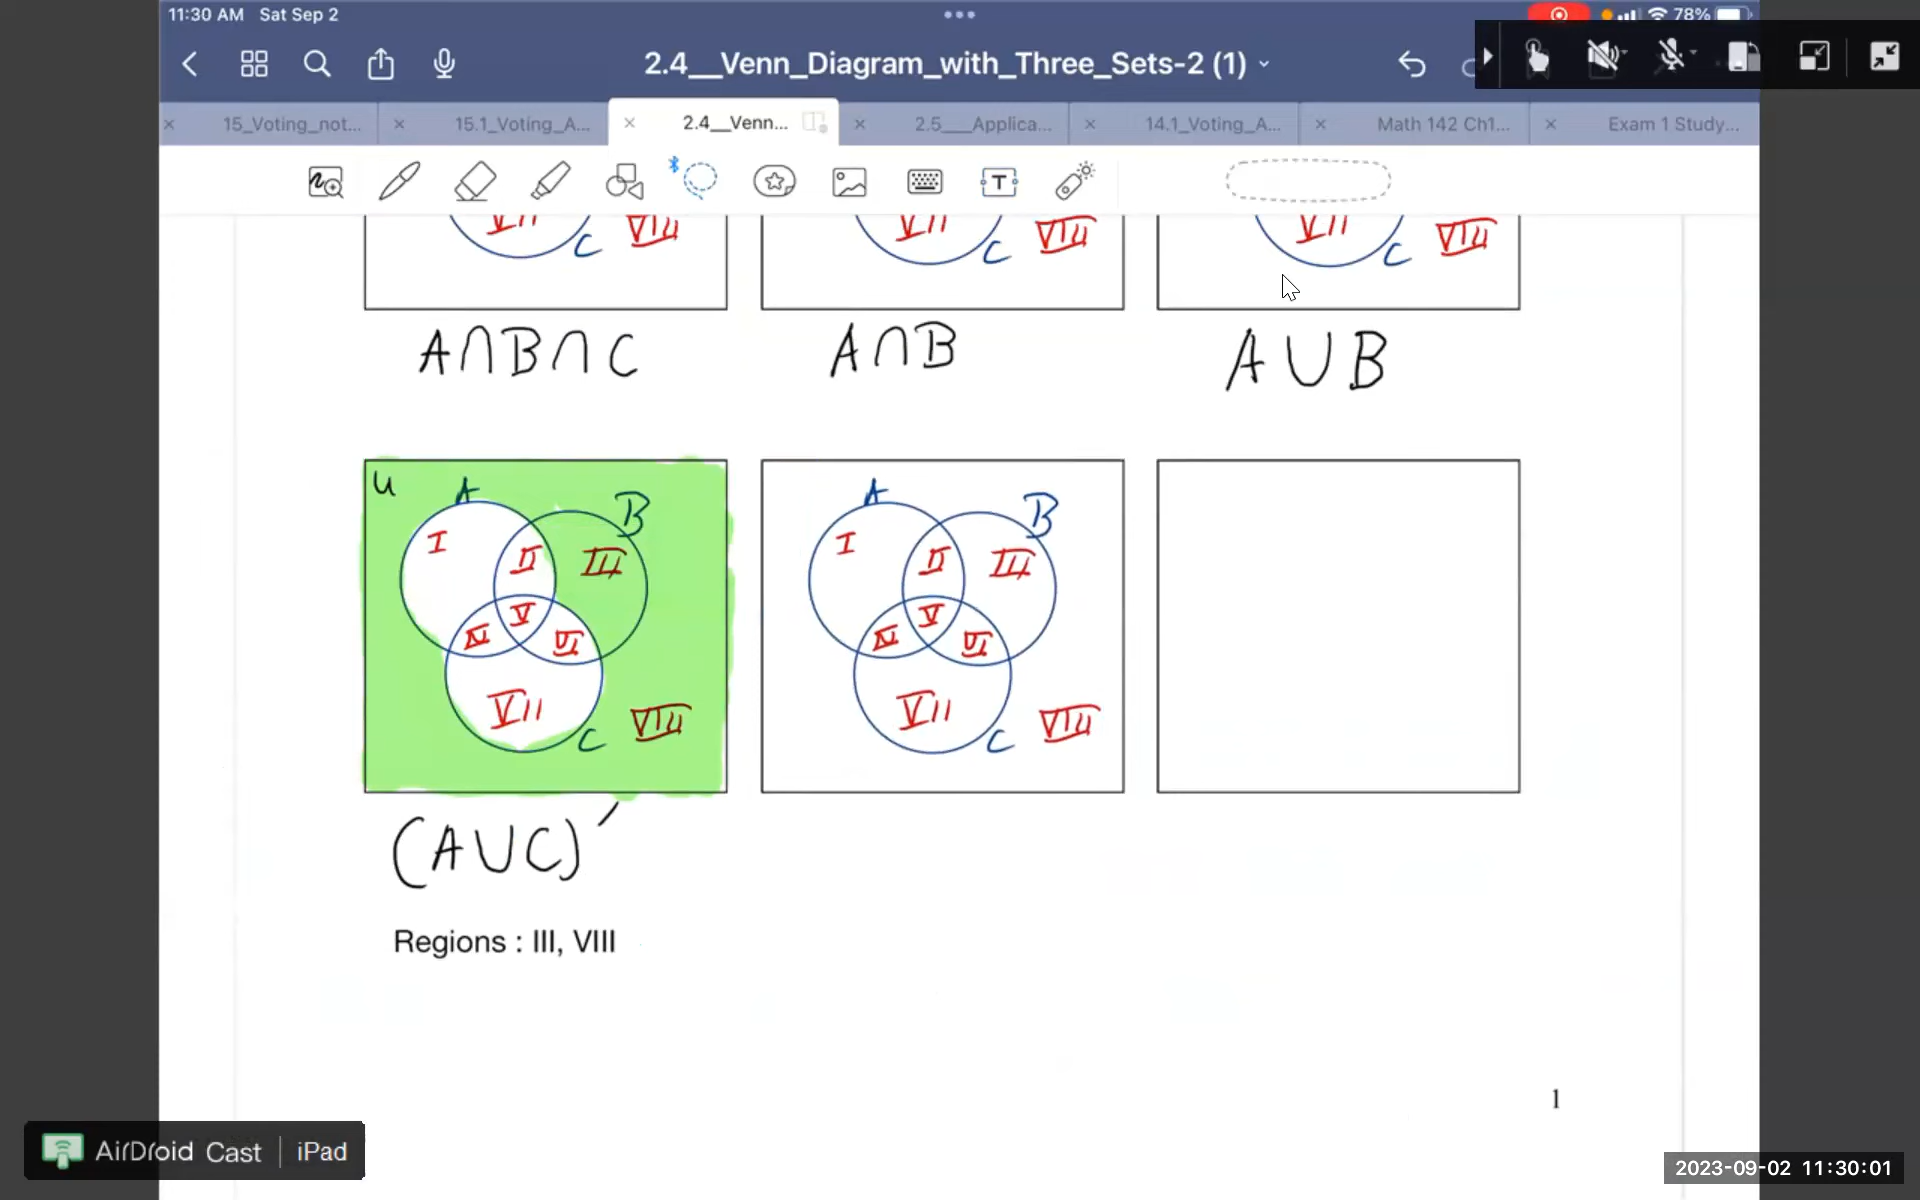 11:30 AM Sat Sep 2
78%
2.4__Venn_Diagram_with_Three_Sets-2 (1)
15_Voting_not... 15.1_Voting_A... 2.4__Venn... 2.5___Applica... 14.1_Voting_A... Math 142 Ch1... Exam 1 Study...
T
VII C VIII VII C VIII VII C VIII
A∩B∩C A∩B A∪B
U A B A B
I II III I II III
IV V VI IV V VI
VII C VIII VII C VIII
(A∪C)′
Regions : III, VIII
1
AirDroid Cast | iPad
2023-09-02 11:30:01